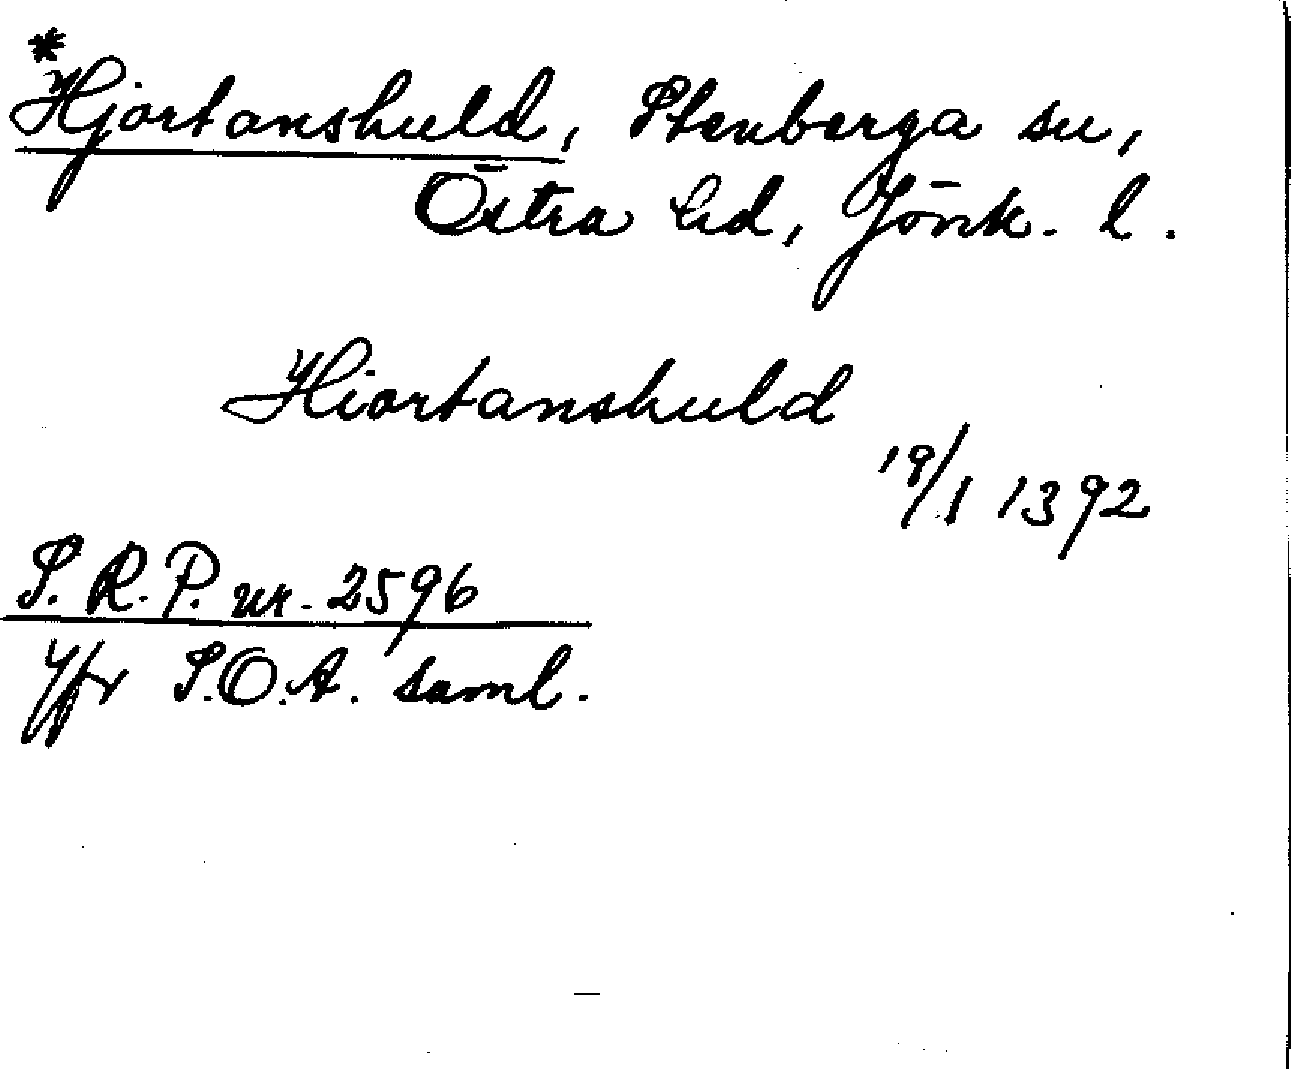 *Hjortanshuld, Stenberga sn,
Östra hd, Jönk. l.
Hiortanshuld
19/1 1392
S. R. P. nr. 2596
Jfr S.O.A. saml.